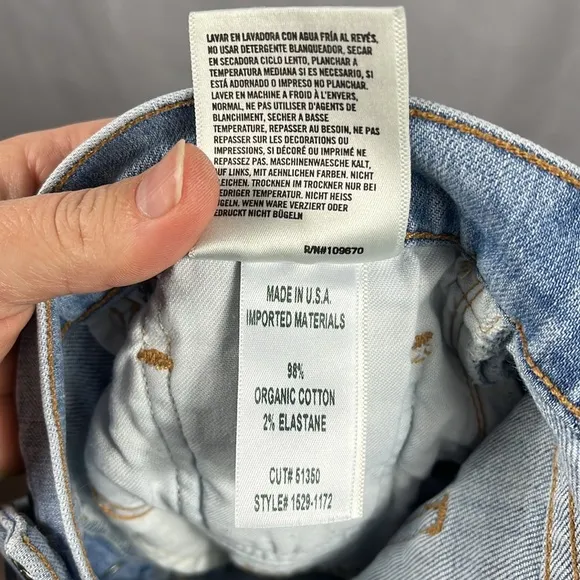 LAVAR EN LAVADORA CON AGUA FRÍA AL REVÉS,
NO USAR DETERGENTE BLANQUEADOR, SECAR
EN SECADORA CICLO LENTO, PLANCHAR A
TEMPERATURA MEDIANA SI ES NECESARIO, SI
ESTÁ ADORNADO O IMPRESO NO PLANCHAR.
LAVER EN MACHINE A FROID À L'ENVERS,
NORMAL, NE PAS UTILISER D'AGENTS DE
BLANCHIMENT, SECHER A BASSE
TEMPERATURE, REPASSER AU BESOIN, NE PAS
REPASSER SUR LES DECORATIONS OU
IMPRESSIONS, SI DÉCORÉ OU IMPRIMÉ NE
REPASSEZ PAS. MASCHINENWAESCHE KALT,
AUF LINKS, MIT AEHNLICHEN FARBEN. NICHT
LEICHEN. TROCKNEN IM TROCKNER NUR BEI
EDRIGER TEMPERATUR. NICHT HEISS
BÜGELN, WENN WARE VERZIERT ODER
EDRUCKT NICHT BÜGELN
R/N#109670
MADE IN U.S.A.
IMPORTED MATERIALS
98%
ORGANIC COTTON
2% ELASTANE
CUT# 51350
STYLE# 1529-1172